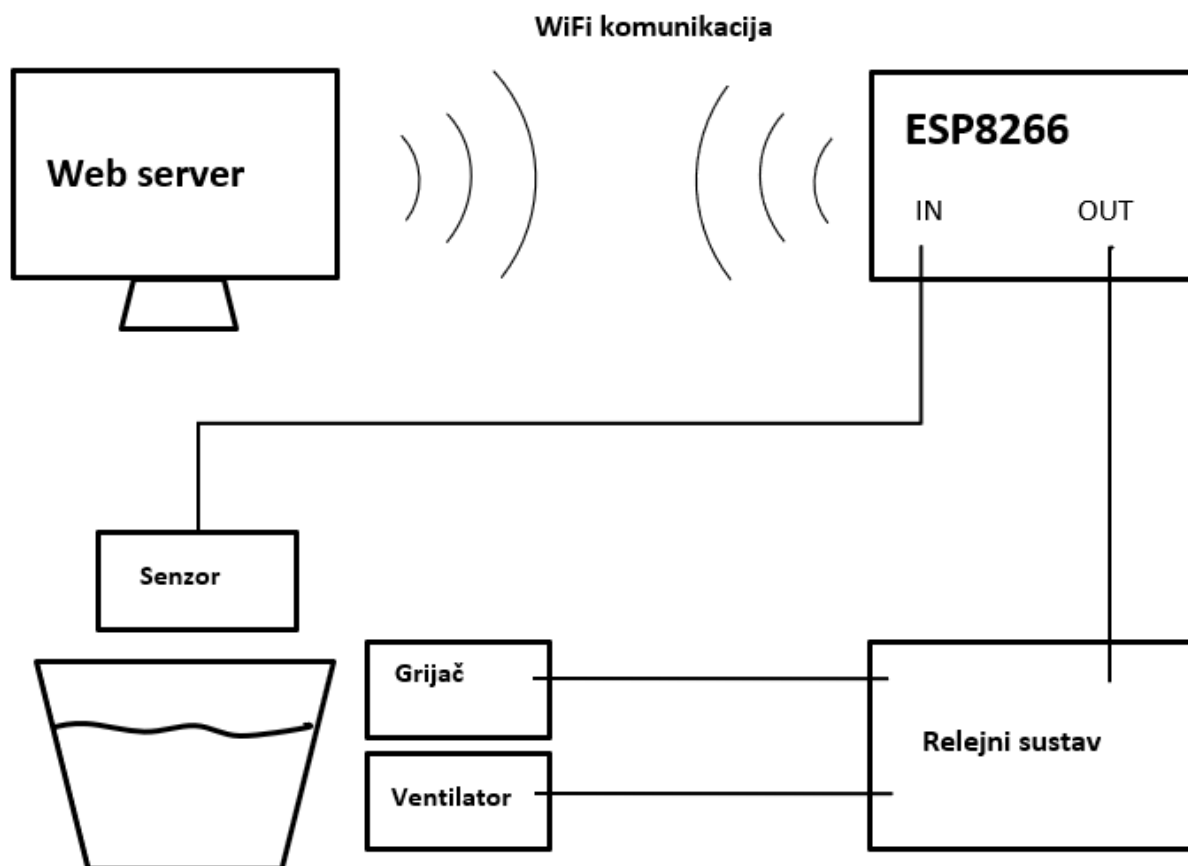 WiFi komunikacija
Web server
ESP8266
IN OUT
Senzor
Grijač
Relejni sustav
Ventilator